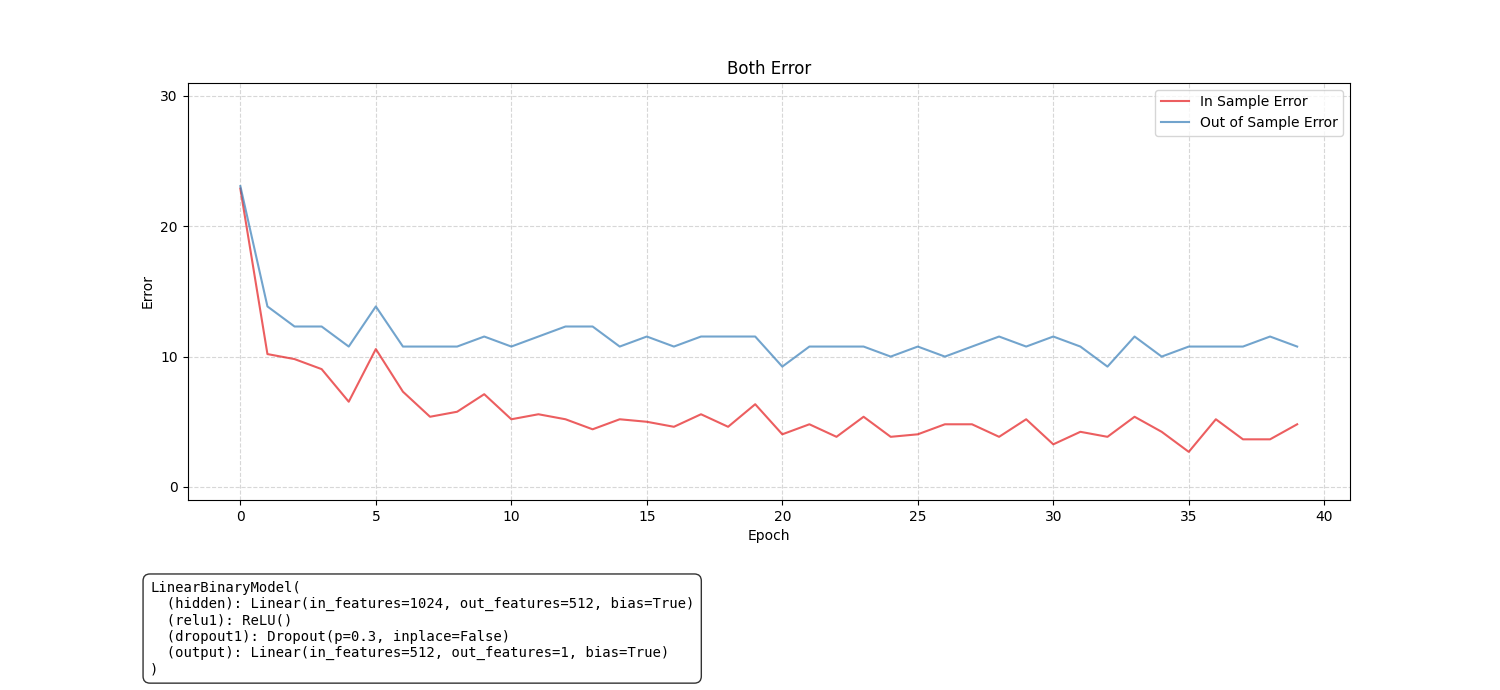 Both Error
30
20
10
0
Error
In Sample Error
Out of Sample Error
0 5 10 15 20 25 30 35 40
Epoch
LinearBinaryModel(
  (hidden): Linear(in_features=1024, out_features=512, bias=True)
  (relu1): ReLU()
  (dropout1): Dropout(p=0.3, inplace=False)
  (output): Linear(in_features=512, out_features=1, bias=True)
)